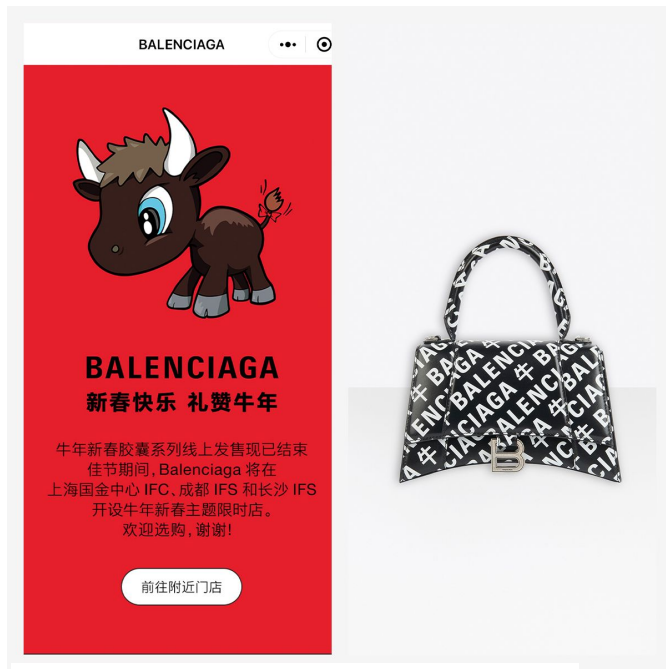 BALENCIAGA
BALENCIAGA
新春快乐 礼赞牛年
牛年新春胶囊系列线上发售现已结束
佳节期间,Balenciaga 将在
上海国金中心 IFC、成都 IFS 和长沙 IFS
开设牛年新春主题限时店。
欢迎选购,谢谢!
前往附近门店
BALENCIAGA 牛
B